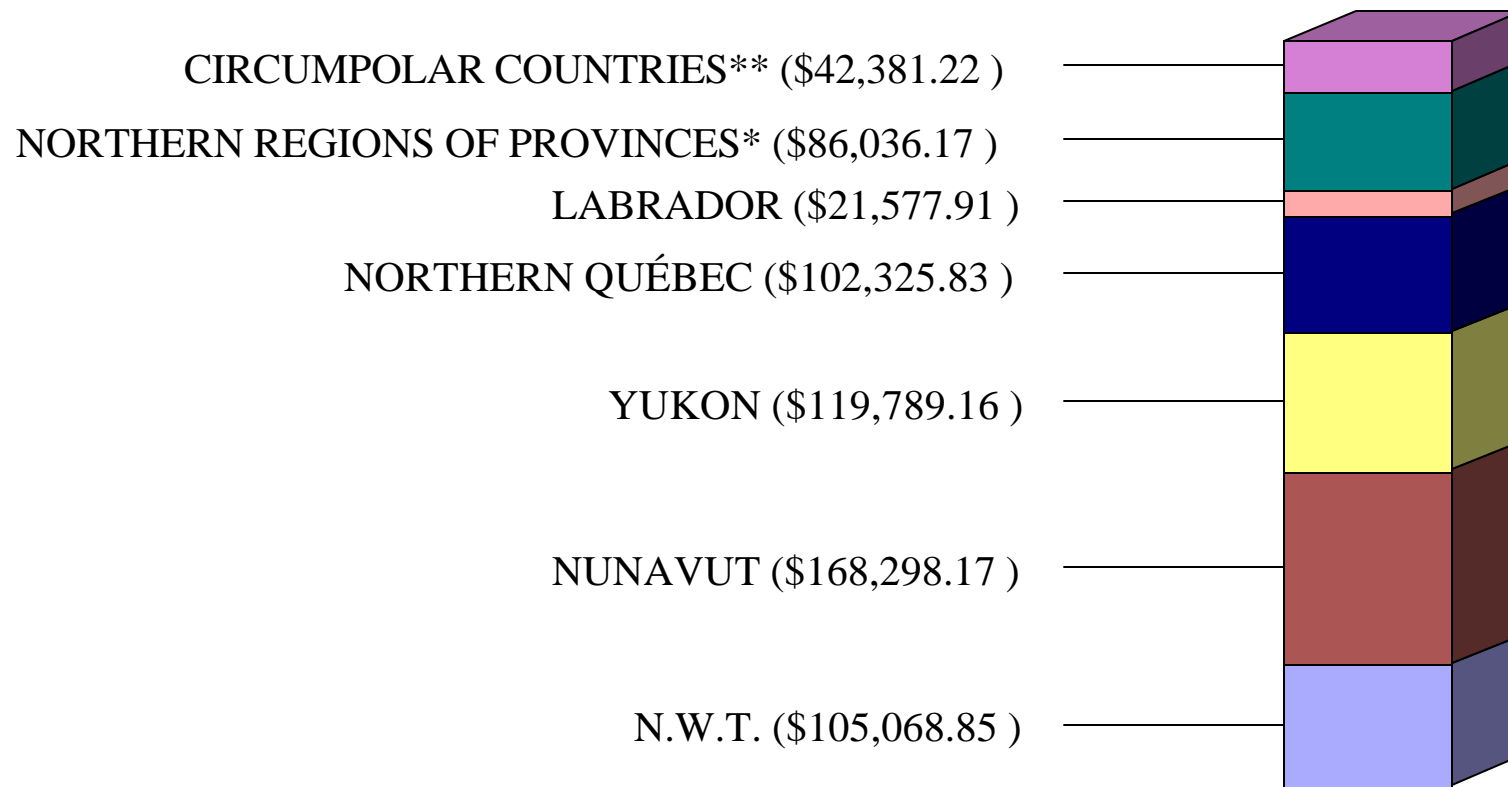 CIRCUMPOLAR COUNTRIES** ($42,381.22 )
NORTHERN REGIONS OF PROVINCES* ($86,036.17 )
LABRADOR ($21,577.91 )
NORTHERN QUÉBEC ($102,325.83 )
YUKON ($119,789.16 )
NUNAVUT ($168,298.17 )
N.W.T. ($105,068.85 )